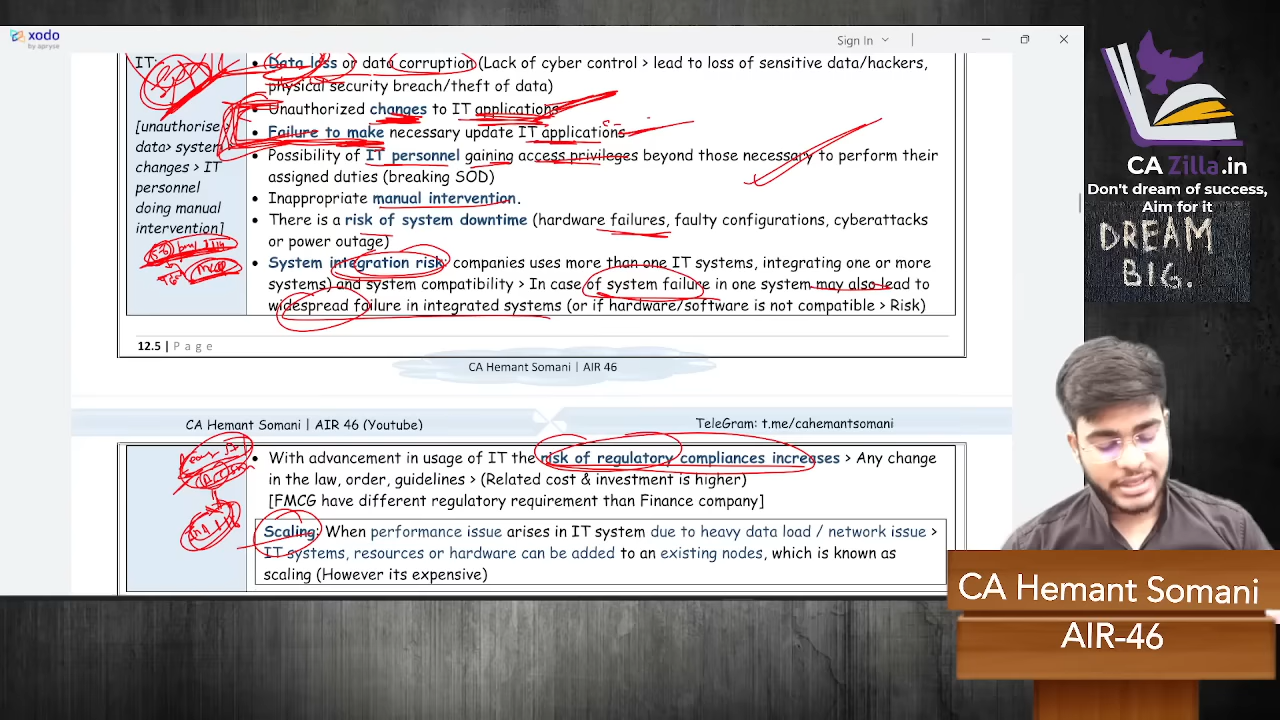 xodo
by apryse
Sign In
IT:
[unauthorise
data> system
changes > IT
personnel
doing manual
intervention]
• Data loss or data corruption (Lack of cyber control > lead to loss of sensitive data/hackers,
physical security breach/theft of data)
• Unauthorized changes to IT applications
• Failure to make necessary update IT applications
• Possibility of IT personnel gaining access privileges beyond those necessary to perform their
assigned duties (breaking SOD)
• Inappropriate manual intervention.
• There is a risk of system downtime (hardware failures, faulty configurations, cyberattacks
or power outage)
• System integration risk: companies uses more than one IT systems, integrating one or more
systems) and system compatibility > In case of system failure in one system may also lead to
widespread failure in integrated systems (or if hardware/software is not compatible > Risk)
12.5 | Page
CA Hemant Somani | AIR 46
CA Hemant Somani | AIR 46 (Youtube)
TeleGram: t.me/cahemantsomani
• With advancement in usage of IT the risk of regulatory compliances increases > Any change
in the law, order, guidelines > (Related cost & investment is higher)
[FMCG have different regulatory requirement than Finance company]
Scaling: When performance issue arises in IT system due to heavy data load / network issue >
IT systems, resources or hardware can be added to an existing nodes, which is known as
scaling (However its expensive)
CA Zilla.in
Don't dream of success,
Aim for it
DREAM
BIG.
CA Hemant Somani
AIR-46